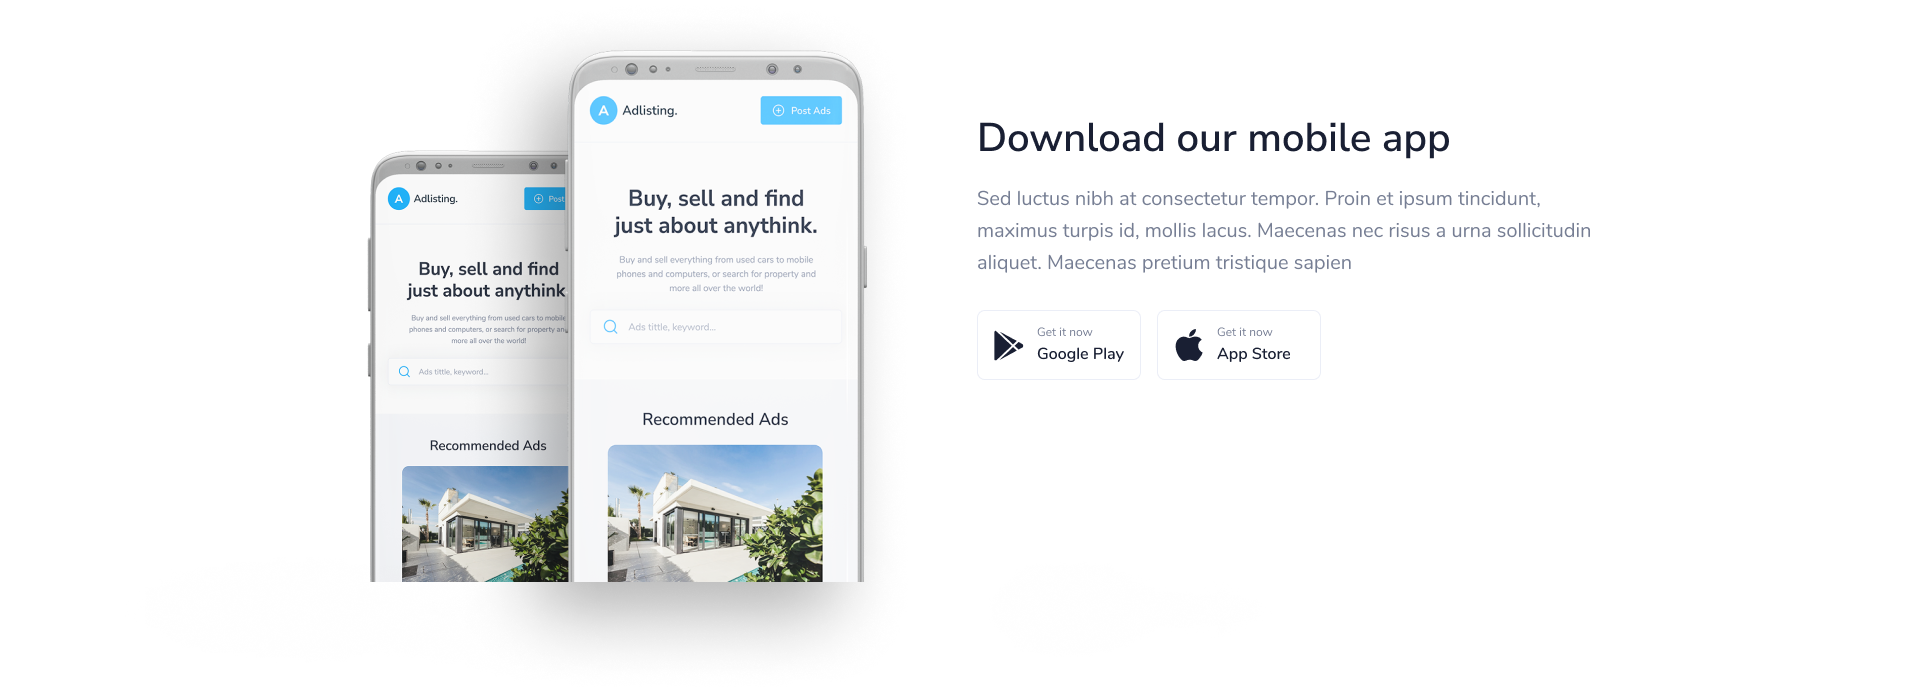 A Adlisting.
Post
Buy, sell and find
just about anythink
Buy and sell everything from used cars to mobile
phones and computers, or search for property any
more all over the world!
Ads tittle, keyword...
Recommended Ads
A Adlisting.
Post Ads
Buy, sell and find
just about anythink.
Buy and sell everything from used cars to mobile
phones and computers, or search for property and
more all over the world!
Ads tittle, keyword...
Recommended Ads
Download our mobile app
Sed luctus nibh at consectetur tempor. Proin et ipsum tincidunt,
maximus turpis id, mollis lacus. Maecenas nec risus a urna sollicitudin
aliquet. Maecenas pretium tristique sapien
Get it now
Google Play
Get it now
App Store